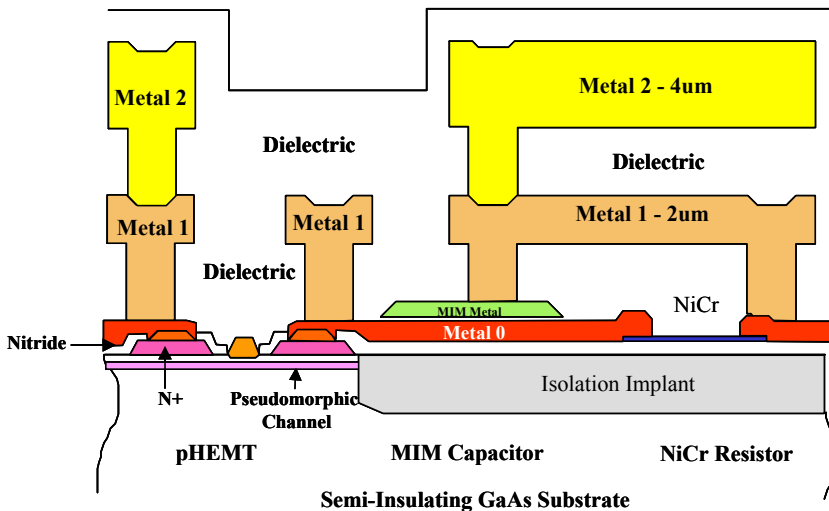 Metal 2
Metal 2 - 4um
Dielectric
Dielectric
Metal 1
Metal 1
Metal 1 - 2um
Dielectric
MIM Metal
NiCr
Metal 0
Nitride
N+
Pseudomorphic
Channel
Isolation Implant
pHEMT
MIM Capacitor
NiCr Resistor
Semi-Insulating GaAs Substrate